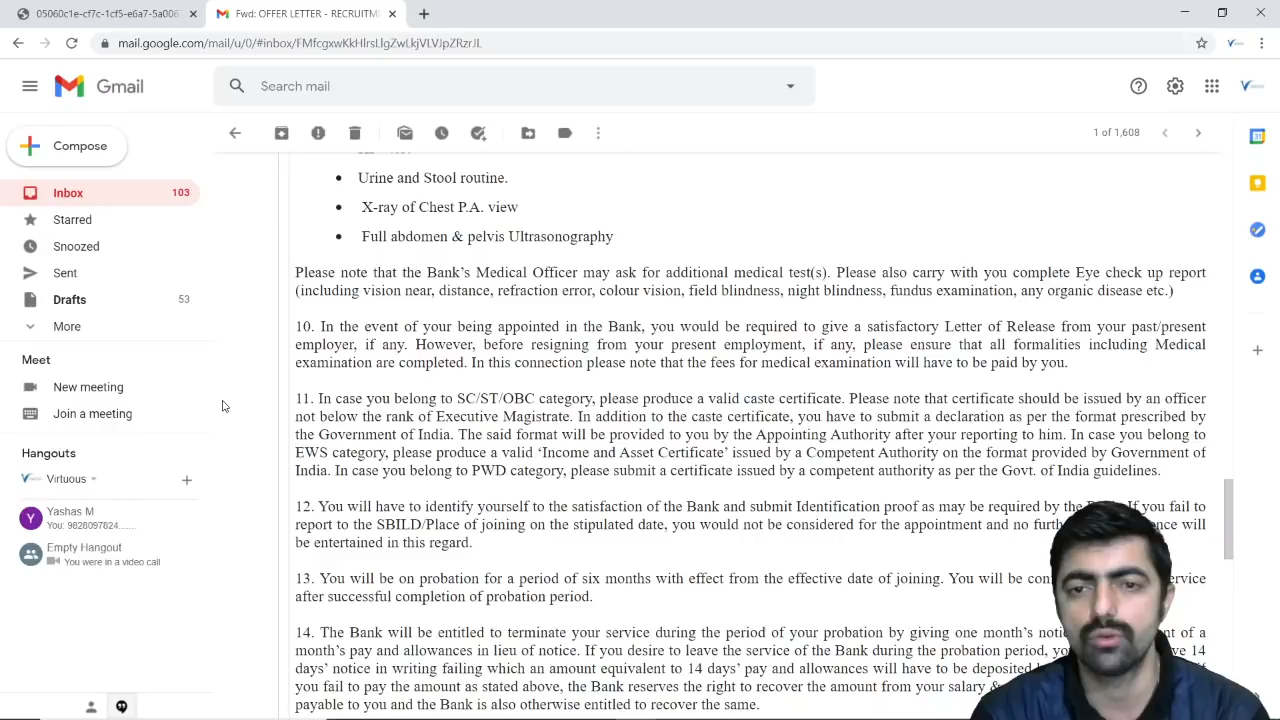 05060c1e-cf7c-1cf5-e6a7-5a006
Fwd: OFFER LETTER - RECRUITM
mail.google.com/mail/u/0/#inbox/FMfcgxwKkHlrsLlgZwLkjVLVJpZRzrJL
Gmail
Search mail
Compose
1 of 1,608
Inbox 103
Starred
Snoozed
Sent
Drafts 53
More
Meet
New meeting
Join a meeting
Hangouts
Virtuous
Y
Yashas M
You: 9828097824.......
Empty Hangout
You were in a video call
31
• Urine and Stool routine.
• X-ray of Chest P.A. view
• Full abdomen & pelvis Ultrasonography
Please note that the Bank's Medical Officer may ask for additional medical test(s). Please also carry with you complete Eye check up report
(including vision near, distance, refraction error, colour vision, field blindness, night blindness, fundus examination, any organic disease etc.)
10. In the event of your being appointed in the Bank, you would be required to give a satisfactory Letter of Release from your past/present
employer, if any. However, before resigning from your present employment, if any, please ensure that all formalities including Medical
examination are completed. In this connection please note that the fees for medical examination will have to be paid by you.
11. In case you belong to SC/ST/OBC category, please produce a valid caste certificate. Please note that certificate should be issued by an officer
not below the rank of Executive Magistrate. In addition to the caste certificate, you have to submit a declaration as per the format prescribed by
the Government of India. The said format will be provided to you by the Appointing Authority after your reporting to him. In case you belong to
EWS category, please produce a valid ‘Income and Asset Certificate’ issued by a Competent Authority on the format provided by Government of
India. In case you belong to PWD category, please submit a certificate issued by a competent authority as per the Govt. of India guidelines.
12. You will have to identify yourself to the satisfaction of the Bank and submit Identification proof as may be required by the If you fail to
report to the SBILD/Place of joining on the stipulated date, you would not be considered for the appointment and no will
be entertained in this regard.
13. You will be on probation for a period of six months with effect from the effective date of joining. You will be
after successful completion of probation period.
14. The Bank will be entitled to terminate your service during the period of your probation by giving one month's of a
month's pay and allowances in lieu of notice. If you desire to leave the service of the Bank during the probation period, 14
days' notice in writing failing which an amount equivalent to 14 days' pay and allowances will have to be deposited
you fail to pay the amount as stated above, the Bank reserves the right to recover the amount from your salary &
payable to you and the Bank is also otherwise entitled to recover the same.